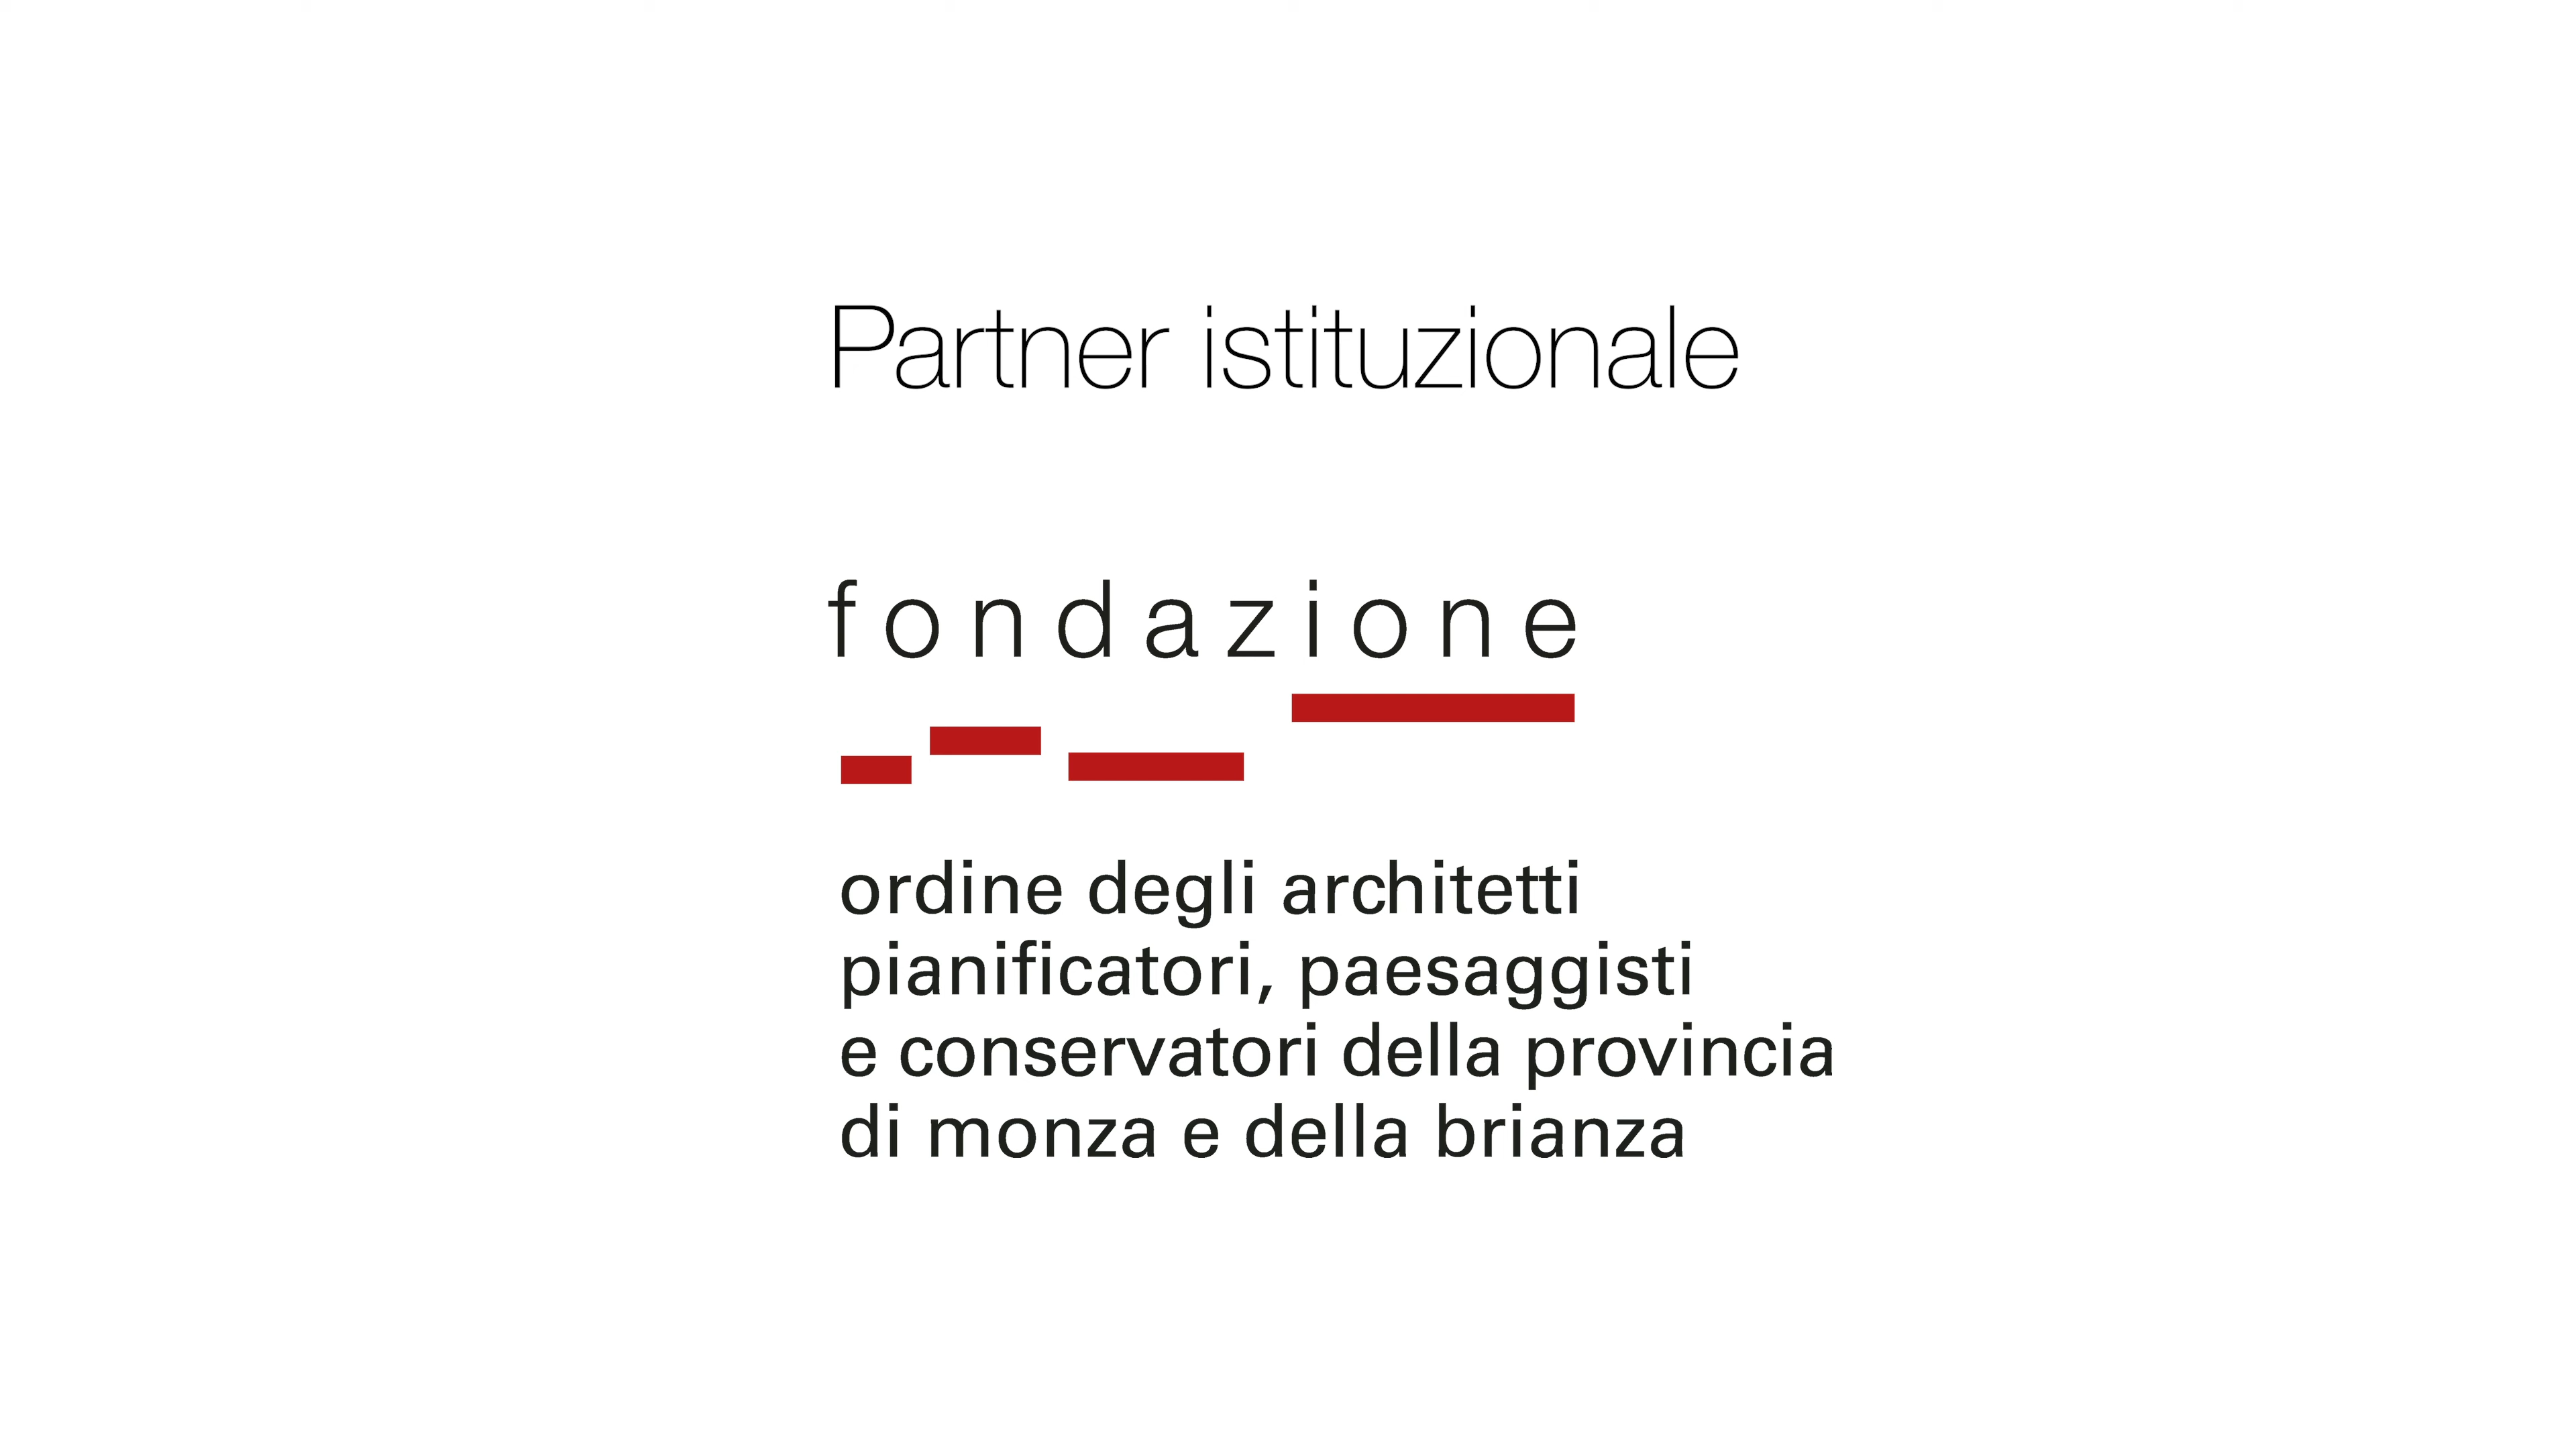 Partner istituzionale
fondazione
ordine degli architetti
pianificatori, paesaggisti
e conservatori della provincia
di monza e della brianza